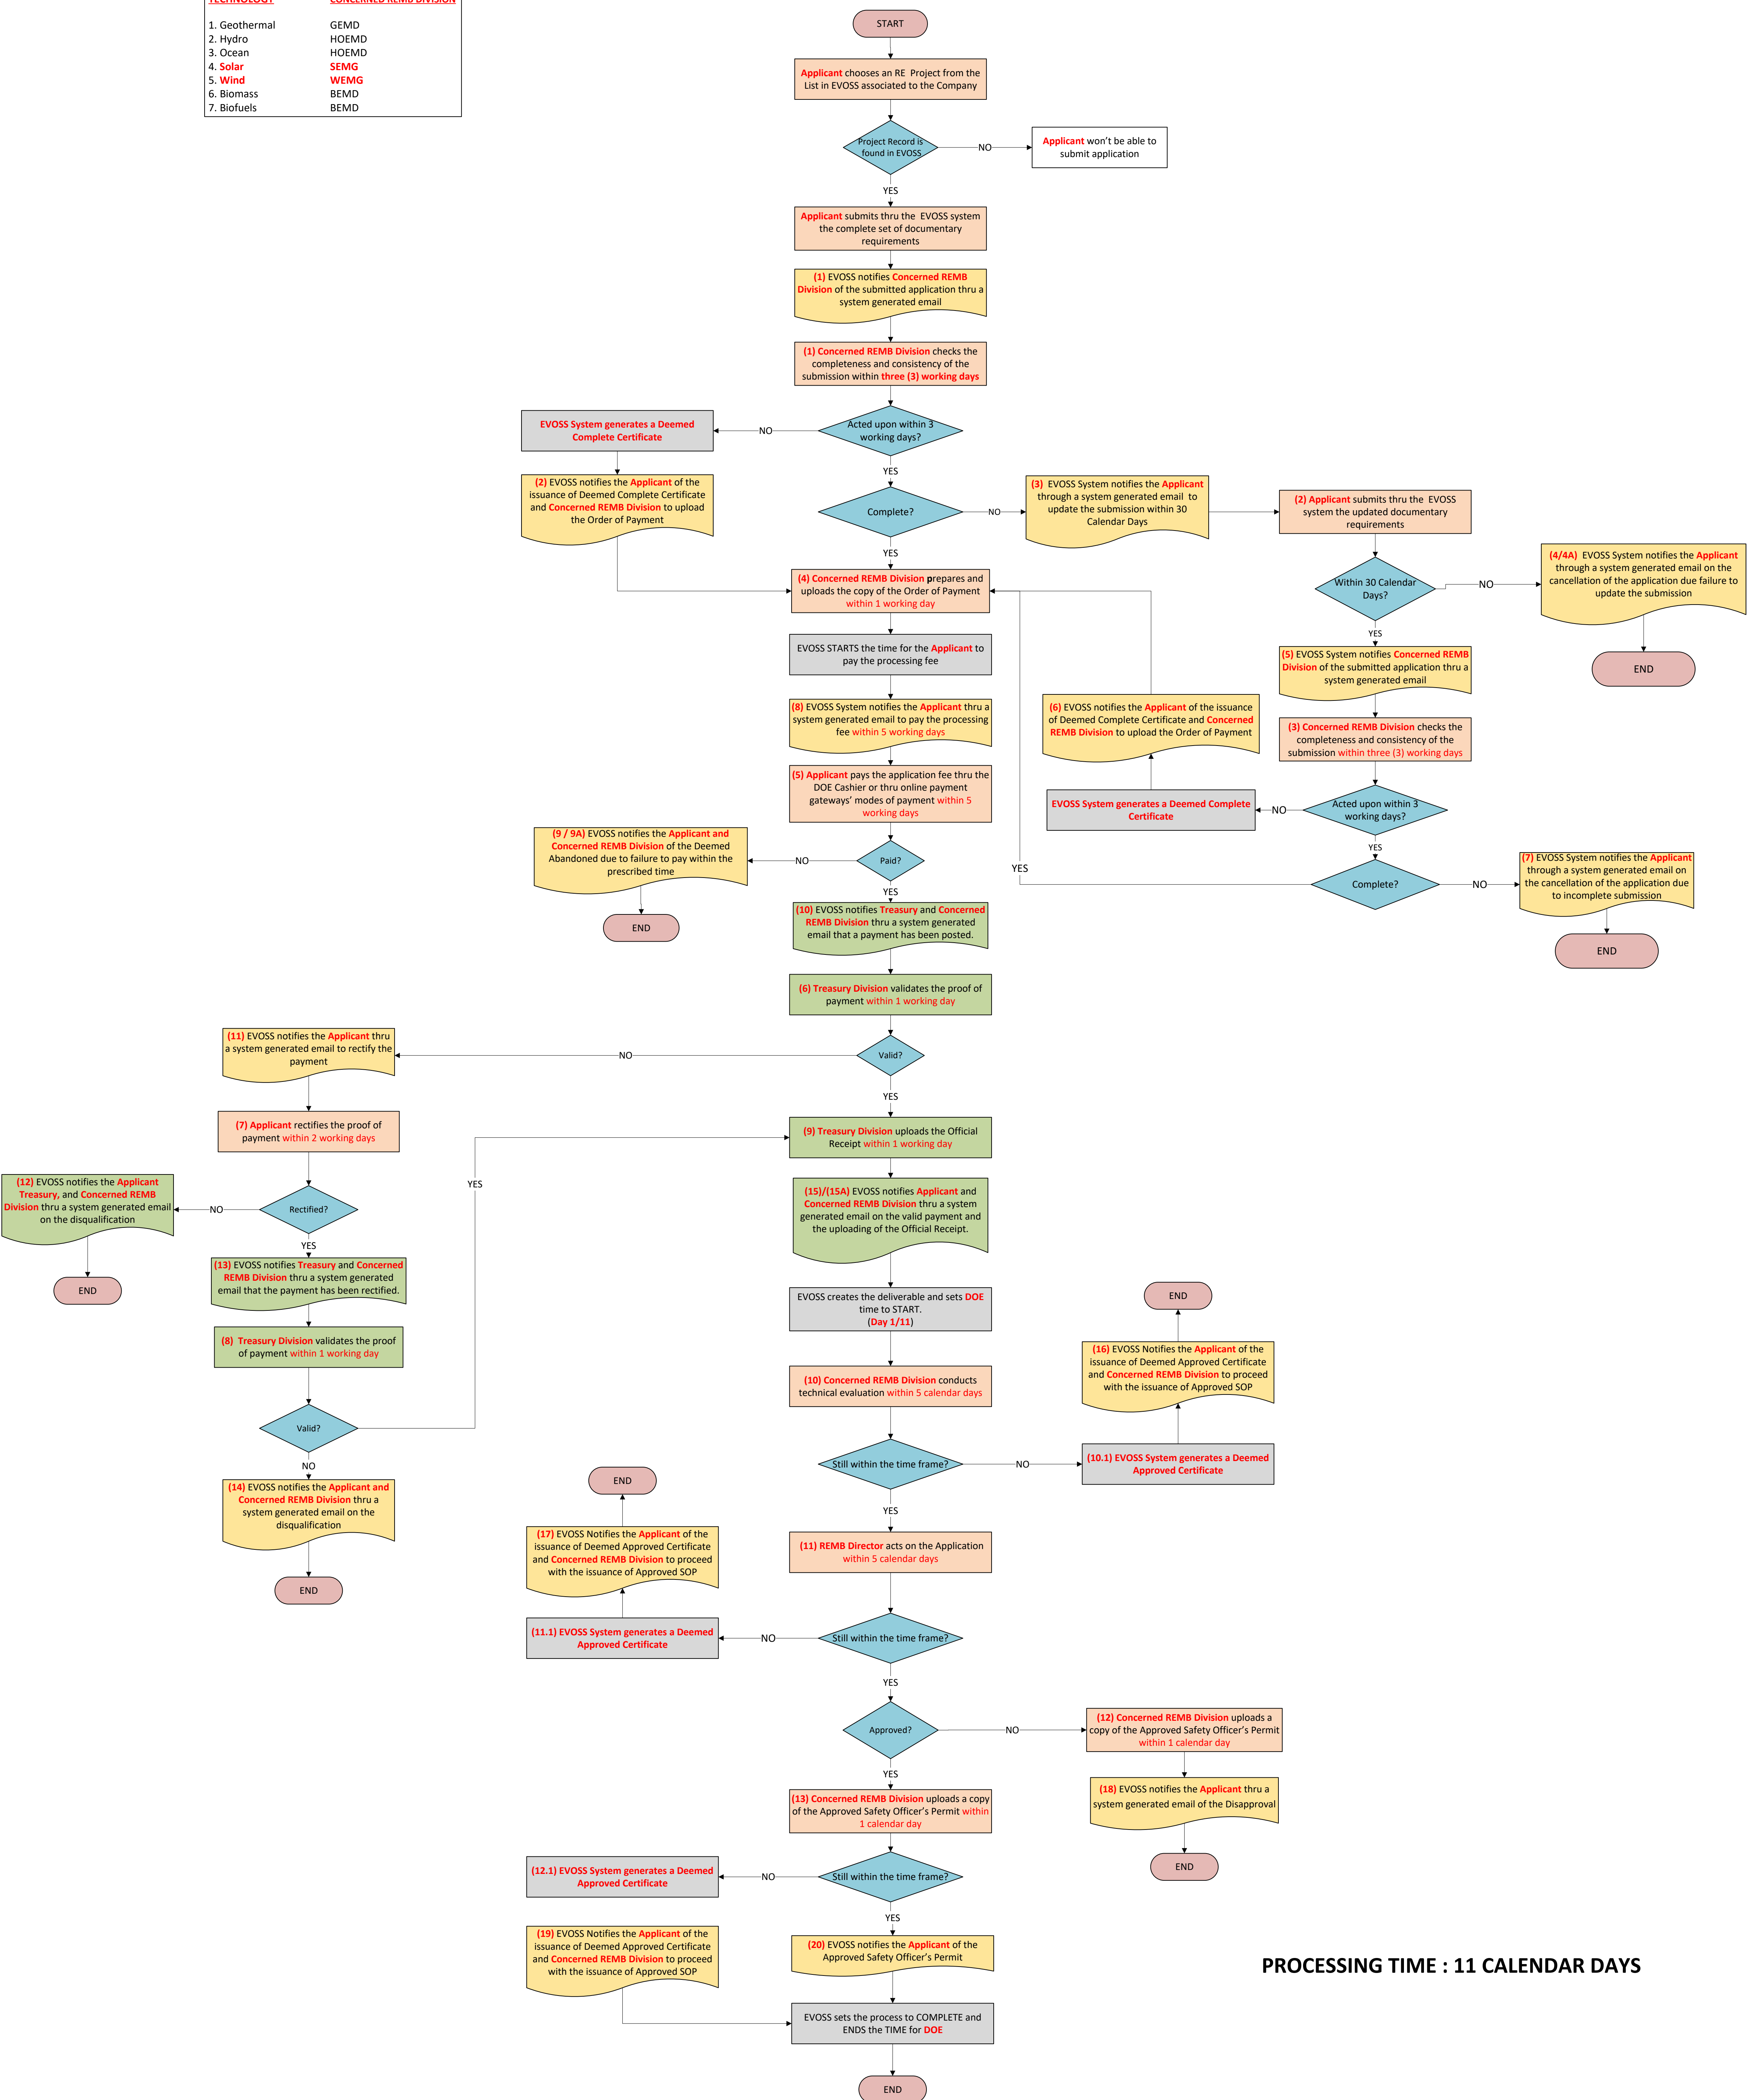 TECHNOLOGY CONCERNED REMB DIVISION
1. Geothermal GEMD
2. Hydro HOEMD
3. Ocean HOEMD
4. Solar SEMG
5. Wind WEMG
6. Biomass BEMD
7. Biofuels BEMD
START
Applicant chooses an RE Project from the
List in EVOSS associated to the Company
Project Record is
found in EVOSS
NO
Applicant won't be able to
submit application
YES
Applicant submits thru the EVOSS system
the complete set of documentary
requirements
(1) EVOSS notifies Concerned REMB
Division of the submitted application thru a
system generated email
(1) Concerned REMB Division checks the
completeness and consistency of the
submission within three (3) working days
Acted upon within 3
working days?
NO
EVOSS System generates a Deemed
Complete Certificate
(2) EVOSS notifies the Applicant of the
issuance of Deemed Complete Certificate
and Concerned REMB Division to upload
the Order of Payment
YES
Complete?
NO
(3) EVOSS System notifies the Applicant
through a system generated email to
update the submission within 30
Calendar Days
(2) Applicant submits thru the EVOSS
system the updated documentary
requirements
Within 30 Calendar
Days?
NO
(4/4A) EVOSS System notifies the Applicant
through a system generated email on the
cancellation of the application due failure to
update the submission
END
YES
(5) EVOSS System notifies Concerned REMB
Division of the submitted application thru a
system generated email
(3) Concerned REMB Division checks the
completeness and consistency of the
submission within three (3) working days
Acted upon within 3
working days?
NO
EVOSS System generates a Deemed Complete
Certificate
(6) EVOSS notifies the Applicant of the issuance
of Deemed Complete Certificate and Concerned
REMB Division to upload the Order of Payment
YES
Complete?
NO
(7) EVOSS System notifies the Applicant
through a system generated email on
the cancellation of the application due
to incomplete submission
END
YES
YES
(4) Concerned REMB Division prepares and
uploads the copy of the Order of Payment
within 1 working day
EVOSS STARTS the time for the Applicant to
pay the processing fee
(8) EVOSS System notifies the Applicant thru a
system generated email to pay the processing
fee within 5 working days
(5) Applicant pays the application fee thru the
DOE Cashier or thru online payment
gateways' modes of payment within 5
working days
Paid?
NO
(9 / 9A) EVOSS notifies the Applicant and
Concerned REMB Division of the Deemed
Abandoned due to failure to pay within the
prescribed time
END
YES
(10) EVOSS notifies Treasury and Concerned
REMB Division thru a system generated
email that a payment has been posted.
(6) Treasury Division validates the proof of
payment within 1 working day
Valid?
NO
(11) EVOSS notifies the Applicant thru
a system generated email to rectify the
payment
(7) Applicant rectifies the proof of
payment within 2 working days
Rectified?
NO
(12) EVOSS notifies the Applicant
Treasury, and Concerned REMB
Division thru a system generated email
on the disqualification
END
YES
(13) EVOSS notifies Treasury and Concerned
REMB Division thru a system generated
email that the payment has been rectified.
(8) Treasury Division validates the proof
of payment within 1 working day
Valid?
YES
NO
(14) EVOSS notifies the Applicant and
Concerned REMB Division thru a
system generated email on the
disqualification
END
YES
(9) Treasury Division uploads the Official
Receipt within 1 working day
(15)/(15A) EVOSS notifies Applicant and
Concerned REMB Division thru a system
generated email on the valid payment and
the uploading of the Official Receipt.
EVOSS creates the deliverable and sets DOE
time to START.
(Day 1/11)
(10) Concerned REMB Division conducts
technical evaluation within 5 calendar days
Still within the time frame?
NO
(10.1) EVOSS System generates a Deemed
Approved Certificate
(16) EVOSS Notifies the Applicant of the
issuance of Deemed Approved Certificate
and Concerned REMB Division to proceed
with the issuance of Approved SOP
END
YES
(11) REMB Director acts on the Application
within 5 calendar days
Still within the time frame?
NO
(11.1) EVOSS System generates a Deemed
Approved Certificate
(17) EVOSS Notifies the Applicant of the
issuance of Deemed Approved Certificate
and Concerned REMB Division to proceed
with the issuance of Approved SOP
END
YES
Approved?
NO
(12) Concerned REMB Division uploads a
copy of the Approved Safety Officer's Permit
within 1 calendar day
(18) EVOSS notifies the Applicant thru a
system generated email of the Disapproval
END
YES
(13) Concerned REMB Division uploads a copy
of the Approved Safety Officer's Permit within
1 calendar day
Still within the time frame?
NO
(12.1) EVOSS System generates a Deemed
Approved Certificate
(19) EVOSS Notifies the Applicant of the
issuance of Deemed Approved Certificate
and Concerned REMB Division to proceed
with the issuance of Approved SOP
YES
(20) EVOSS notifies the Applicant of the
Approved Safety Officer's Permit
EVOSS sets the process to COMPLETE and
ENDS the TIME for DOE
END
PROCESSING TIME : 11 CALENDAR DAYS